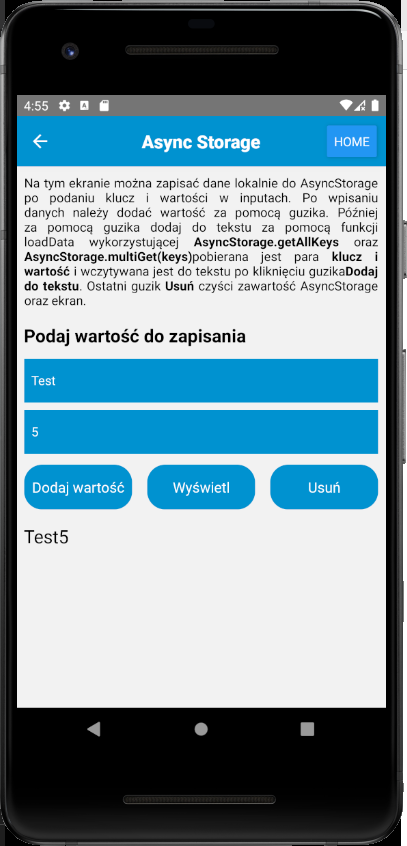 4:55
Async Storage
HOME
Na tym ekranie można zapisać dane lokalnie do AsyncStorage
po podaniu klucz i wartości w inputach. Po wpisaniu
danych należy dodać wartość za pomocą guzika. Później
za pomocą guzika dodaj do tekstu za pomocą funkcji
loadData wykorzystującej AsyncStorage.getAllKeys oraz
AsyncStorage.multiGet(keys)pobierana jest para klucz i
wartość i wczytywana jest do tekstu po kliknięciu guzikaDodaj
do tekstu. Ostatni guzik Usuń czyści zawartość AsyncStorage
oraz ekran.
Podaj wartość do zapisania
Test
5
Dodaj wartość Wyświetl Usuń
Test5